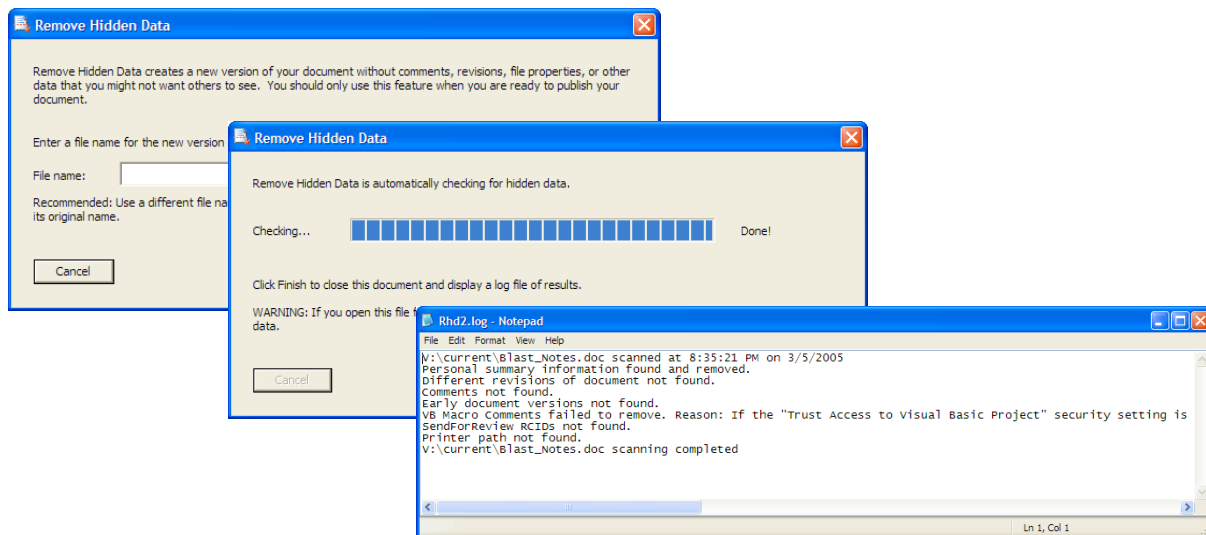 Remove Hidden Data
Remove Hidden Data creates a new version of your document without comments, revisions, file properties, or other
data that you might not want others to see. You should only use this feature when you are ready to publish your
document.
Enter a file name for the new version
File name:
Recommended: Use a different file na
its original name.
Cancel
Remove Hidden Data
Remove Hidden Data is automatically checking for hidden data.
Checking... Done!
Click Finish to close this document and display a log file of results.
WARNING: If you open this file f
data.
Cancel
Rhd2.log - Notepad
File Edit Format View Help
V:\current\Blast_Notes.doc scanned at 8:35:21 PM on 3/5/2005
Personal summary information found and removed.
Different revisions of document not found.
Comments not found.
Early document versions not found.
VB Macro Comments failed to remove. Reason: If the "Trust Access to Visual Basic Project" security setting is
SendForReview RCIDs not found.
Printer path not found.
V:\current\Blast_Notes.doc scanning completed
Ln 1, Col 1